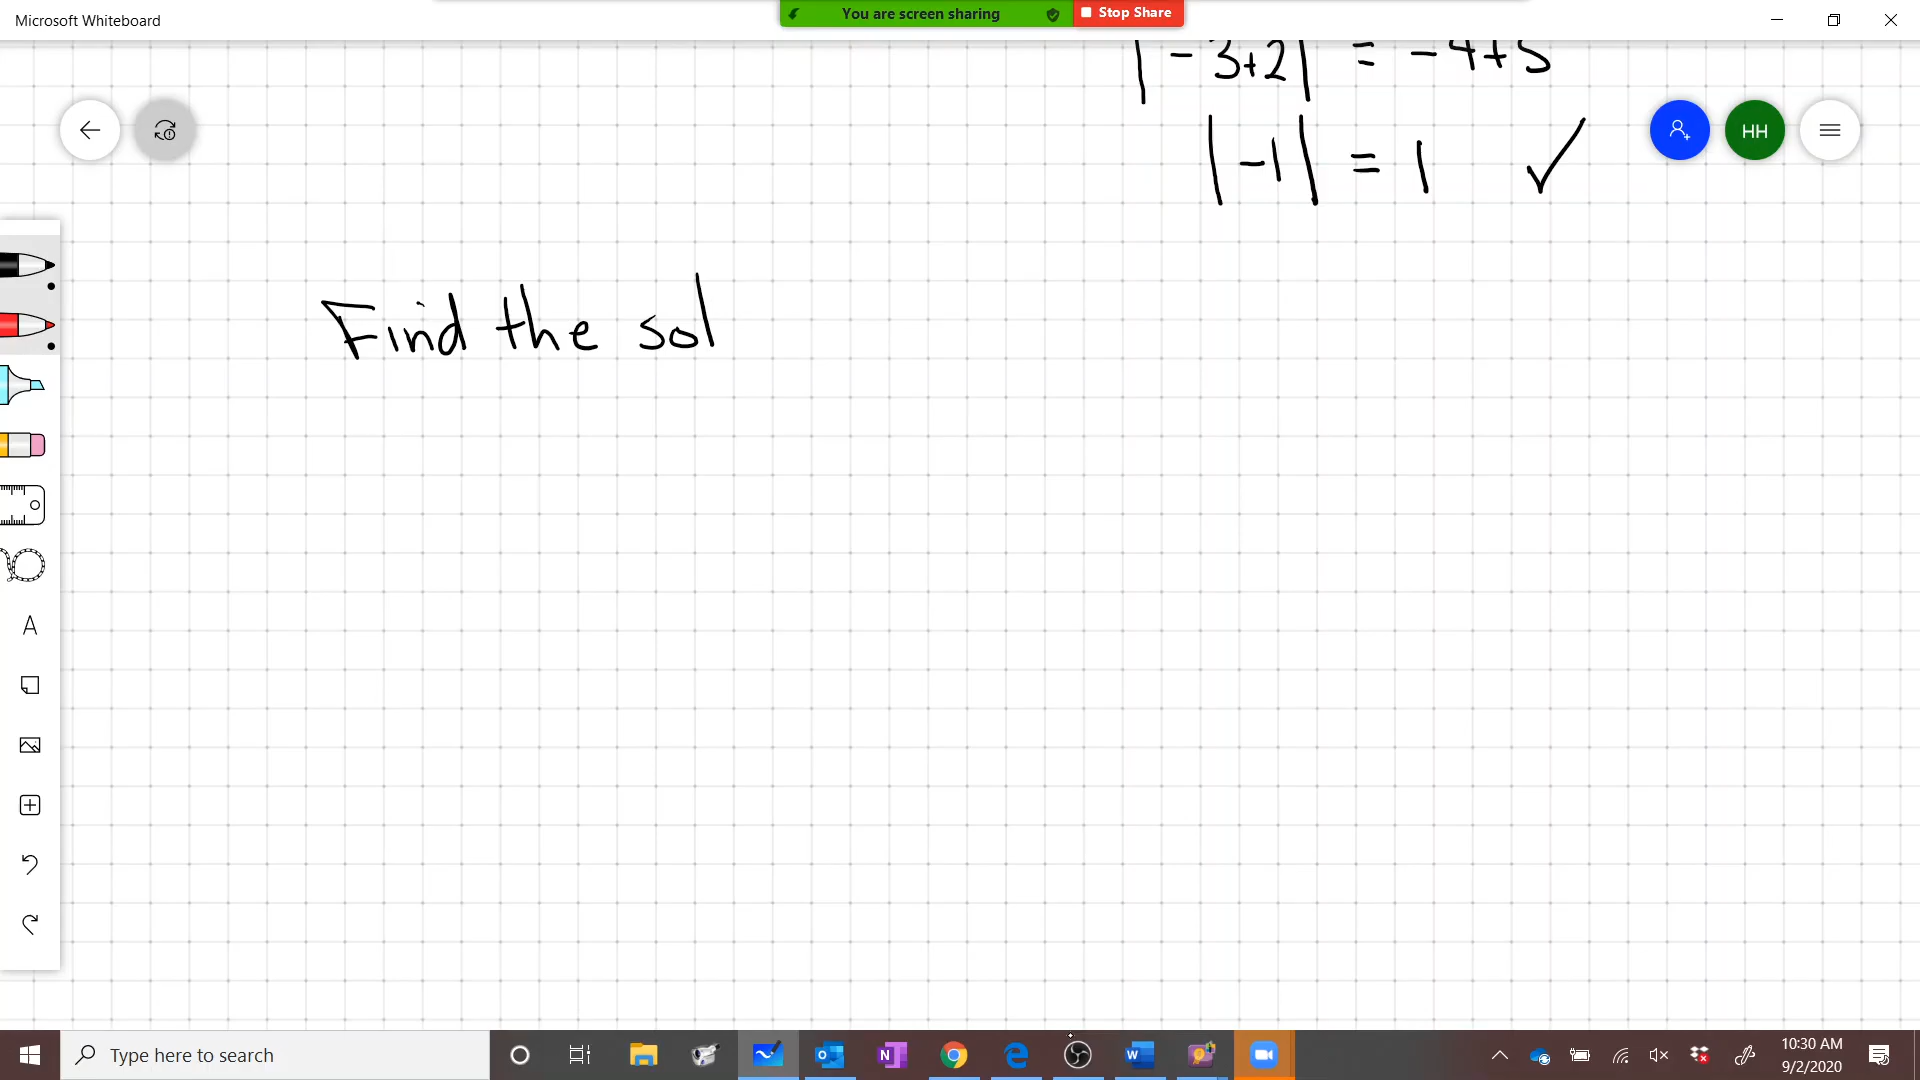 Microsoft Whiteboard
You are screen sharing
Stop Share
|-3+2| = -4+5
|-1| = 1 ✓
HH
Find the sol
A
Type here to search
10:30 AM
9/2/2020